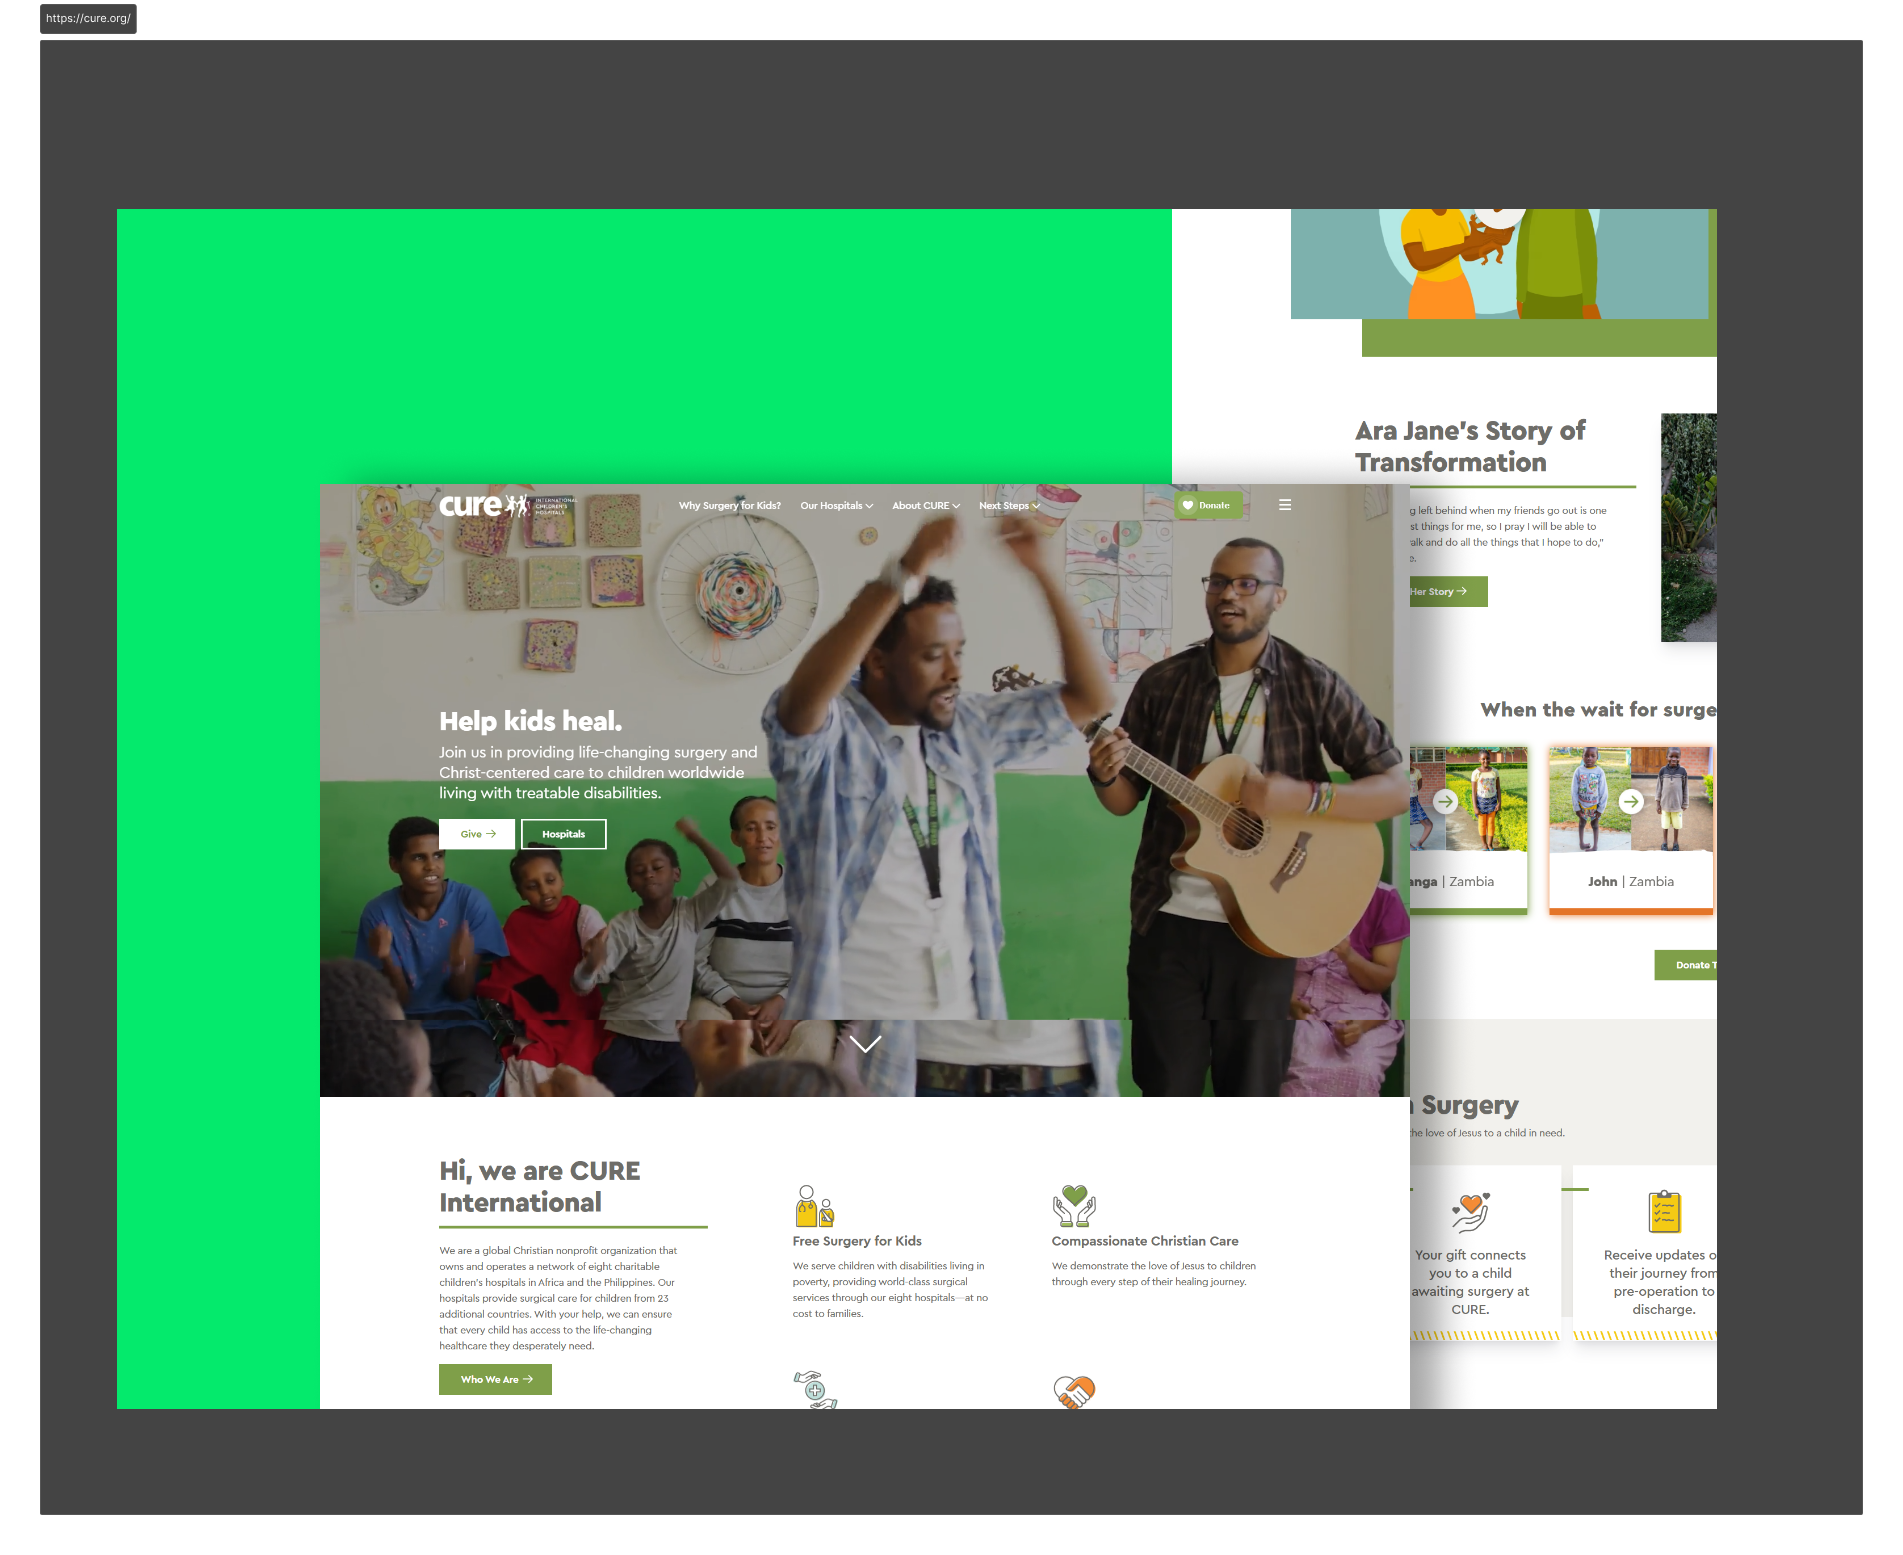 https://cure.org/
cure
INTERNATIONAL
CHILDREN'S
HOSPITALS
Why Surgery for Kids?
Our Hospitals
About CURE
Next Steps
Donate
Help kids heal.
Join us in providing life-changing surgery and
Christ-centered care to children worldwide
living with treatable disabilities.
Give
Hospitals
Hi, we are CURE
International
We are a global Christian nonprofit organization that
owns and operates a network of eight charitable
children's hospitals in Africa and the Philippines. Our
hospitals provide surgical care for children from 23
additional countries. With your help, we can ensure
that every child has access to the life-changing
healthcare they desperately need.
Who We Are
Free Surgery for Kids
We serve children with disabilities living in
poverty, providing world-class surgical
services through our eight hospitals—at no
cost to families.
Compassionate Christian Care
We demonstrate the love of Jesus to children
through every step of their healing journey.
Ara Jane's Story of
Transformation
g left behind when my friends go out is one
st things for me, so I pray I will be able to
alk and do all the things that I hope to do,"
e.
Her Story
When the wait for surge
anga | Zambia
John | Zambia
Donate T
Surgery
the love of Jesus to a child in need.
Your gift connects
you to a child
awaiting surgery at
CURE.
Receive updates o
their journey from
pre-operation to
discharge.